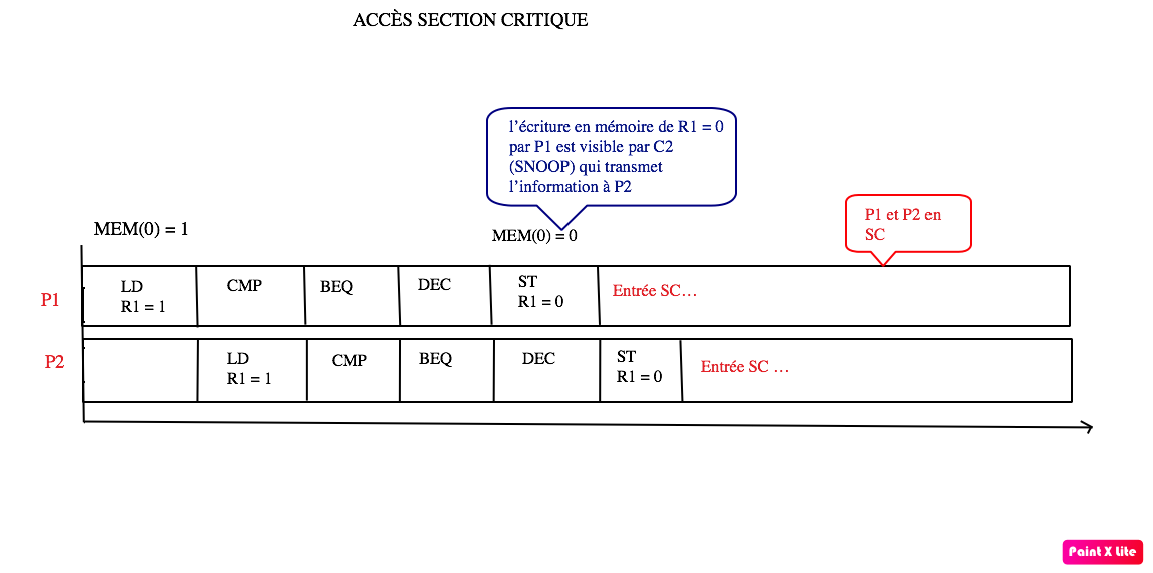 ACCÈS SECTION CRITIQUE
l'écriture en mémoire de R1 = 0
par P1 est visible par C2
(SNOOP) qui transmet
l'information à P2
P1 et P2 en
SC
MEM(0) = 1
MEM(0) = 0
P1
LD
R1 = 1
CMP
BEQ
DEC
ST
R1 = 0
Entrée SC…
P2
LD
R1 = 1
CMP
BEQ
DEC
ST
R1 = 0
Entrée SC …
Paint X Lite